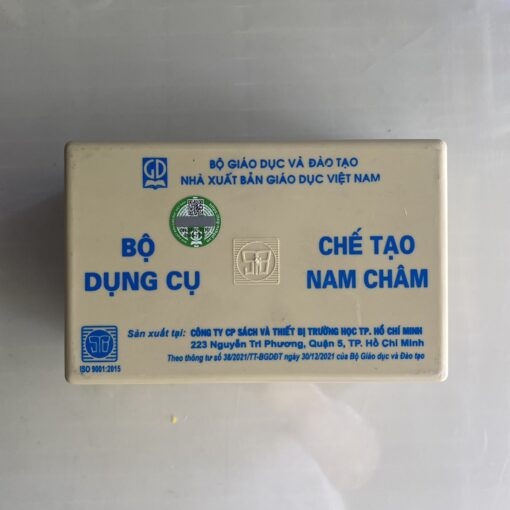 GD
BỘ GIÁO DỤC VÀ ĐÀO TẠO
NHÀ XUẤT BẢN GIÁO DỤC VIỆT NAM
BỘ
DỤNG CỤ
CHẾ TẠO
NAM CHÂM
Sản xuất tại: CÔNG TY CP SÁCH VÀ THIẾT BỊ TRƯỜNG HỌC TP. HỒ CHÍ MINH
223 Nguyễn Tri Phương, Quận 5, TP. Hồ Chí Minh
Theo thông tư số 38/2021/TT-BGDĐT ngày 30/12/2021 của Bộ Giáo dục và Đào tạo
ISO 9001:2015